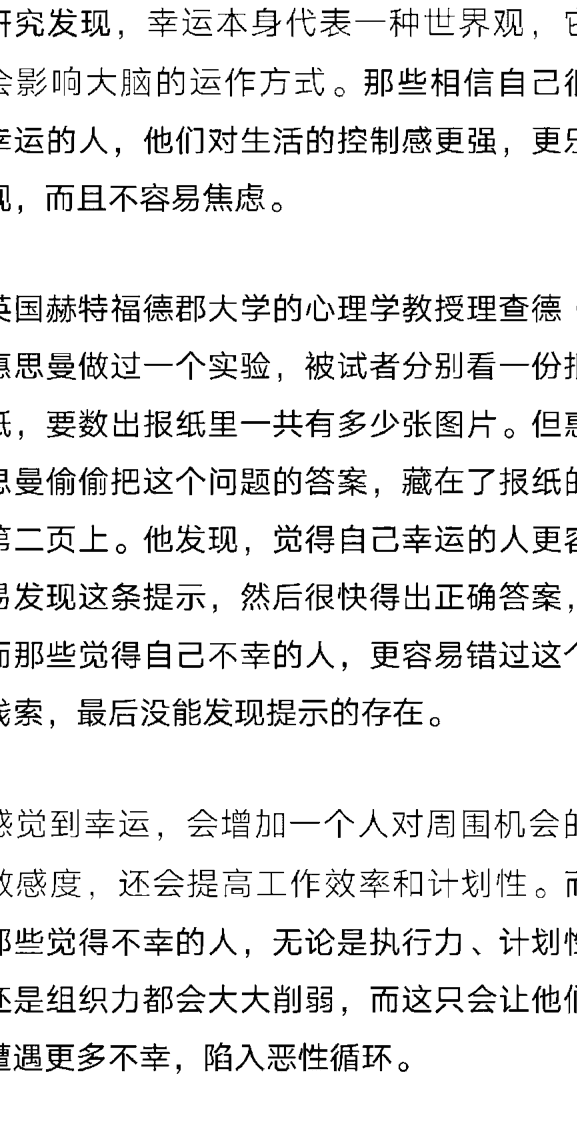 研究发现，幸运本身代表一种世界观，它
会影响大脑的运作方式。那些相信自己很
幸运的人，他们对生活的控制感更强，更乐
观，而且不容易焦虑。
英国赫特福德郡大学的心理学教授理查德·
惠思曼做过一个实验，被试者分别看一份报
纸，要数出报纸里一共有多少张图片。但惠
思曼偷偷把这个问题的答案，藏在了报纸的
第二页上。他发现，觉得自己幸运的人更容
易发现这条提示，然后很快得出正确答案，
而那些觉得自己不幸的人，更容易错过这个
线索，最后没能发现提示的存在。
感觉到幸运，会增加一个人对周围机会的
敏感度，还会提高工作效率和计划性。而
那些觉得不幸的人，无论是执行力、计划性
还是组织力都会大大削弱，而这只会让他们
遭遇更多不幸，陷入恶性循环。